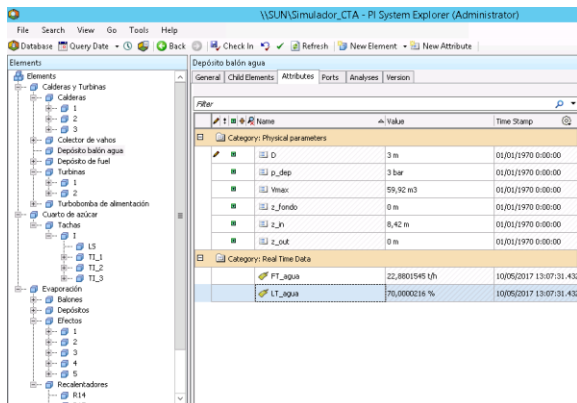 \\SUN\Simulador_CTA - PI System Explorer (Administrator)
File Search View Go Tools Help
Database Query Date Back Check In Refresh New Element New Attribute
Elements
Elements
Calderas y Turbinas
Calderas
1
2
3
Colector de vahos
Depósito balón agua
Depósito de fuel
Turbinas
1
2
Turbobomba de alimentación
Cuarto de azúcar
Tachas
I
LS
TI_1
TI_2
TI_3
Evaporación
Balones
Depósitos
Efectos
1
2
3
4
5
Recalentadores
R14
Depósito balón agua
General Child Elements Attributes Ports Analyses Version
Filter
Name Value Time Stamp
Category: Physical parameters
D 3 m 01/01/1970 0:00:00
p_dep 3 bar 01/01/1970 0:00:00
Vmax 59,92 m3 01/01/1970 0:00:00
z_fondo 0 m 01/01/1970 0:00:00
z_in 8,42 m 01/01/1970 0:00:00
z_out 0 m 01/01/1970 0:00:00
Category: Real Time Data
FT_agua 22,8801545 t/h 10/05/2017 13:07:31.432
LT_agua 70,0000216 % 10/05/2017 13:07:31.432